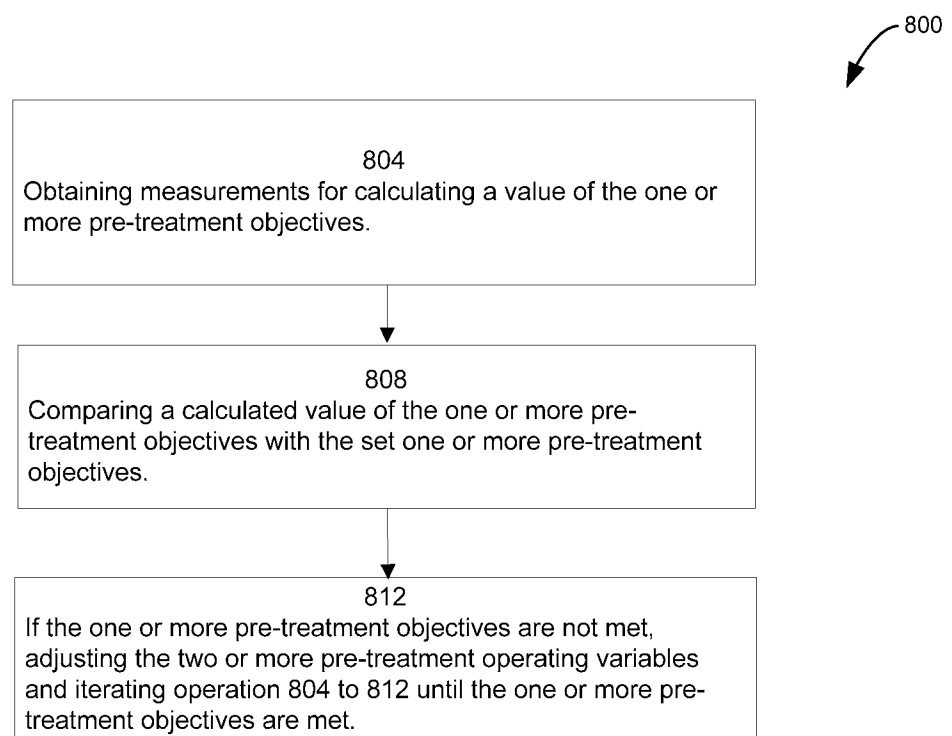 800
804
Obtaining measurements for calculating a value of the one or
more pre-treatment objectives.
808
Comparing a calculated value of the one or more pre-
treatment objectives with the set one or more pre-treatment
objectives.
812
If the one or more pre-treatment objectives are not met,
adjusting the two or more pre-treatment operating variables
and iterating operation 804 to 812 until the one or more pre-
treatment objectives are met.